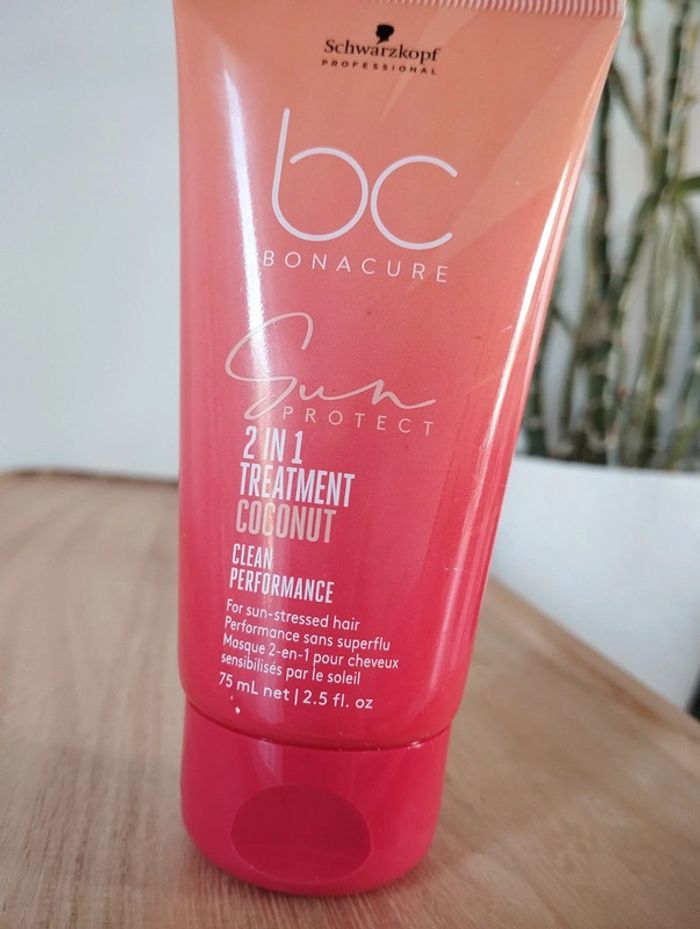 Schwarzkopf
PROFESSIONAL
bc
BONACURE
Sun
PROTECT
2 IN 1
TREATMENT
COCONUT
CLEAN
PERFORMANCE
For sun-stressed hair
Performance sans superflu
Masque 2-en-1 pour cheveux
sensibilisés par le soleil
75 mL net | 2.5 fl. oz